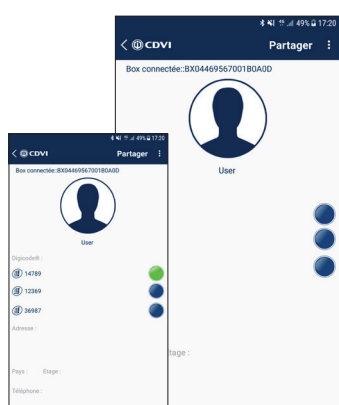 49% 17:20
CDVI Partager
Box connectée::BX04469567001B0A0D
User
tage :
49% 17:20
CDVI Partager
Box connectée::BX04469567001B0A0D
User
Digicode® :
14789
12369
36987
Adresse :
Pays : Etage :
Téléphone :